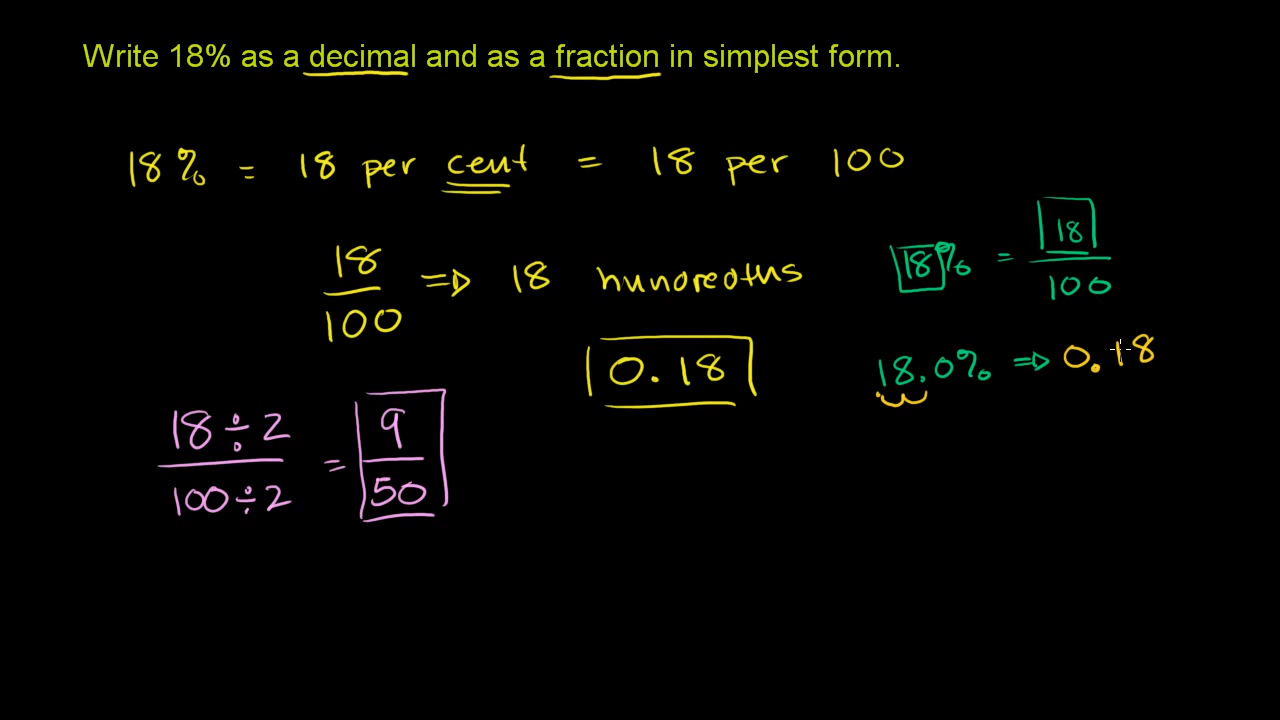 Write 18% as a decimal and as a fraction in simplest form.
18% = 18 per cent = 18 per 100
18/100 ⇒ 18 hundredths
0.18
18 ÷ 2 / 100 ÷ 2 = 9/50
18% = 18/100
18.0% ⇒ 0.18